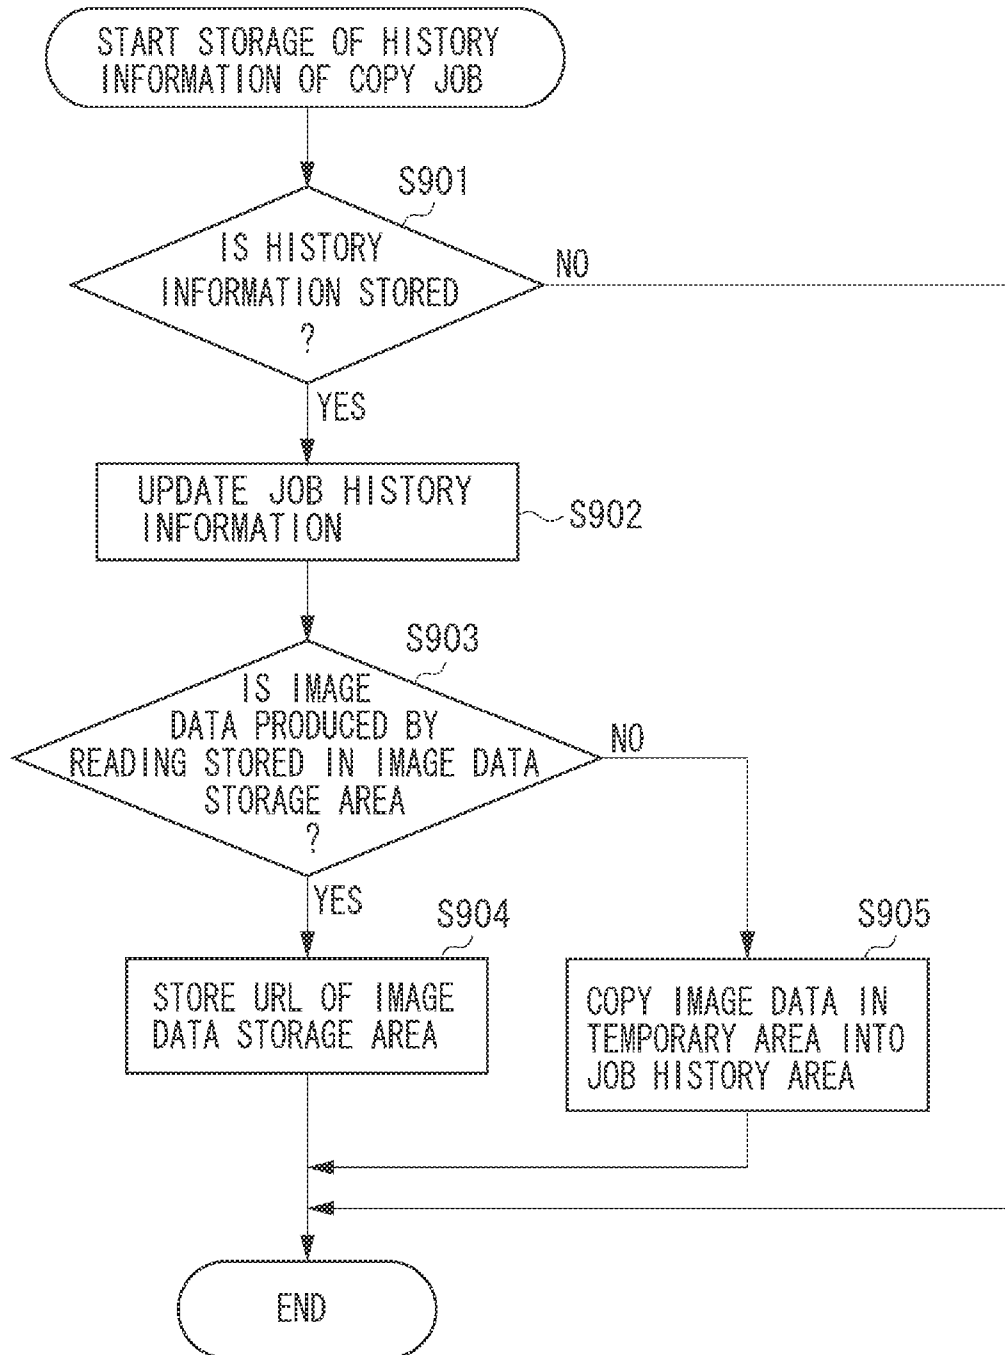 START STORAGE OF HISTORY
INFORMATION OF COPY JOB
S901
IS HISTORY
INFORMATION STORED
?
NO
YES
UPDATE JOB HISTORY
INFORMATION
S902
S903
IS IMAGE
DATA PRODUCED BY
READING STORED IN IMAGE DATA
STORAGE AREA
?
NO
YES
S904
STORE URL OF IMAGE
DATA STORAGE AREA
S905
COPY IMAGE DATA IN
TEMPORARY AREA INTO
JOB HISTORY AREA
END